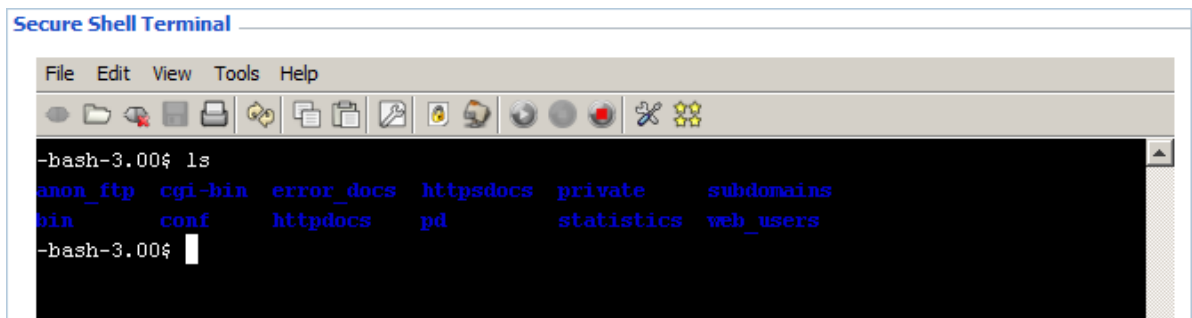 Secure Shell Terminal
File Edit View Tools Help
-bash-3.00$ ls
anon_ftp cgi-bin error_docs httpsdocs private subdomains
bin conf httpdocs pd statistics web_users
-bash-3.00$